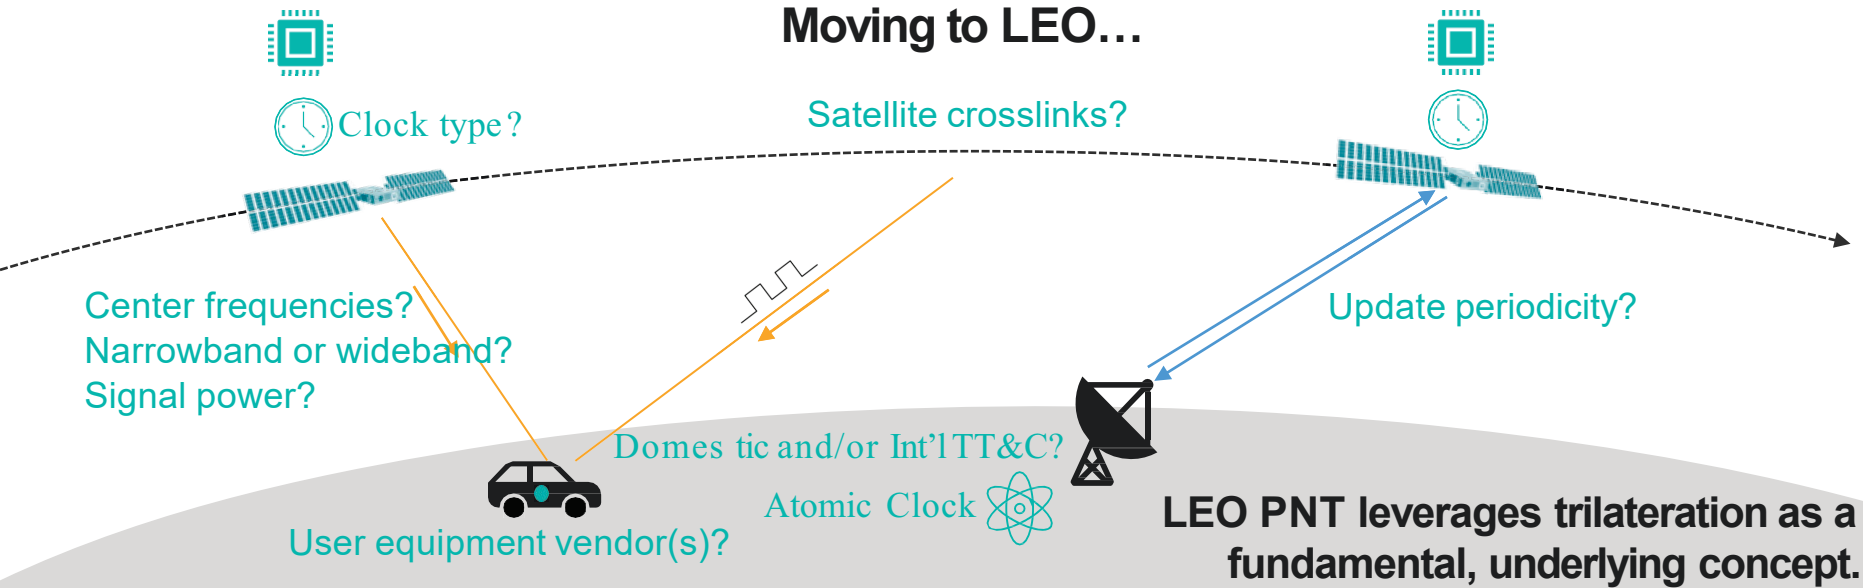 Moving to LEO...
Clock type?
Satellite crosslinks?
Center frequencies?
Narrowband or wideband?
Signal power?
Update periodicity?
Domes tic and/or Int'l TT&C?
Atomic Clock
User equipment vendor(s)?
LEO PNT leverages trilateration as a
fundamental, underlying concept.